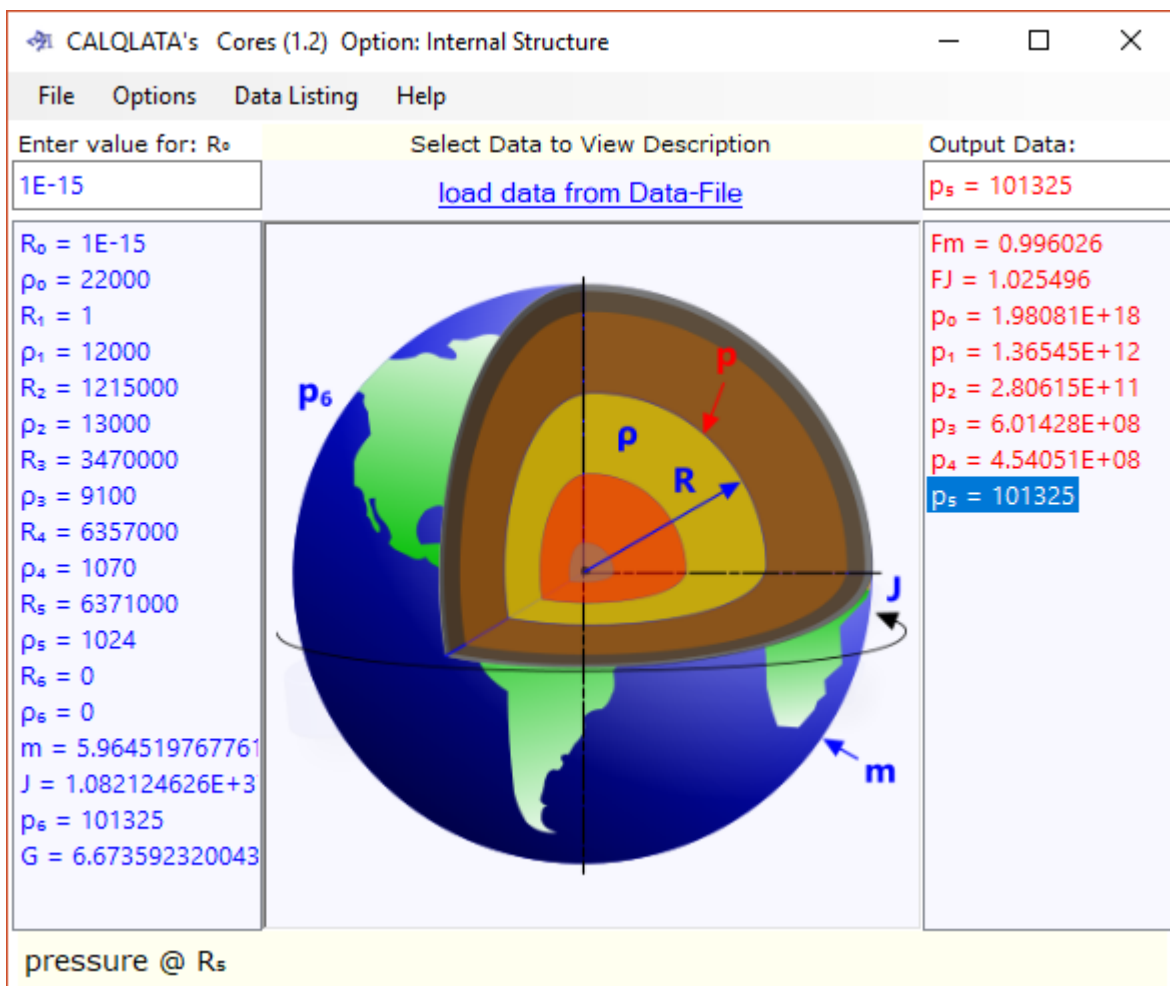 CALQLATA's Cores (1.2) Option: Internal Structure
File Options Data Listing Help
Enter value for: R₀
Select Data to View Description
Output Data:
1E-15
load data from Data-File
p₅ = 101325
R₀ = 1E-15
ρ₀ = 22000
R₁ = 1
ρ₁ = 12000
R₂ = 1215000
ρ₂ = 13000
R₃ = 3470000
ρ₃ = 9100
R₄ = 6357000
ρ₄ = 1070
R₅ = 6371000
ρ₅ = 1024
R₆ = 0
ρ₆ = 0
m = 5.964519767761
J = 1.082124626E+3
p₆ = 101325
G = 6.673592320043
p₆
p
ρ
R
J
m
Fm = 0.996026
FJ = 1.025496
p₀ = 1.98081E+18
p₁ = 1.36545E+12
p₂ = 2.80615E+11
p₃ = 6.01428E+08
p₄ = 4.54051E+08
p₅ = 101325
pressure @ R₅